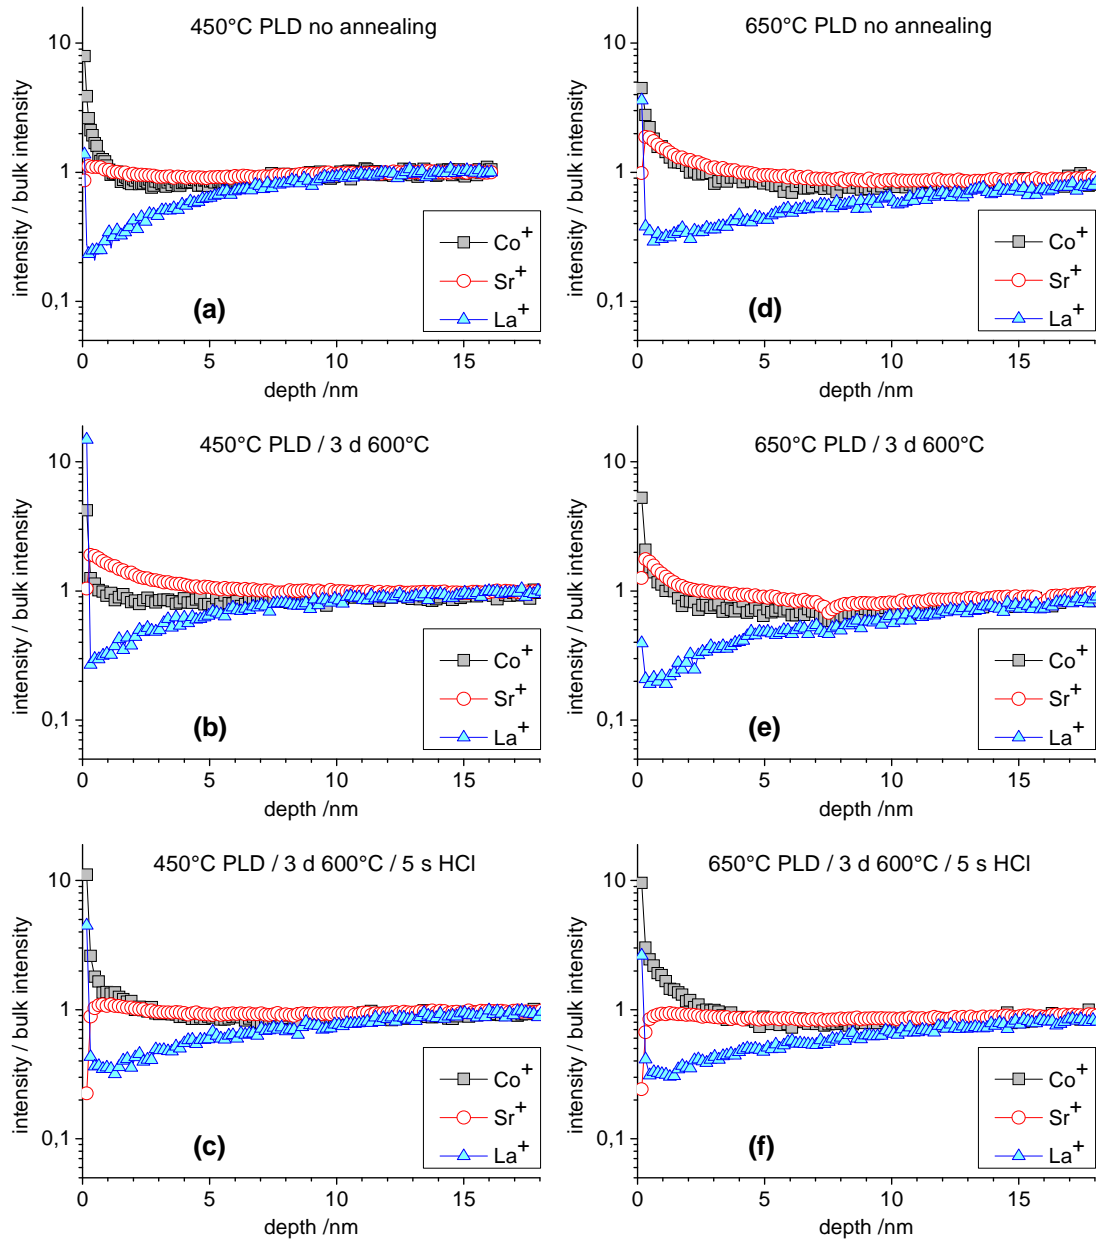 450°C PLD no annealing
intensity / bulk intensity
10
1
0,1
(a)
Co+
Sr+
La+
0 5 10 15
depth /nm
650°C PLD no annealing
intensity / bulk intensity
10
1
0,1
(d)
Co+
Sr+
La+
0 5 10 15
depth /nm
450°C PLD / 3 d 600°C
intensity / bulk intensity
10
1
0,1
(b)
Co+
Sr+
La+
0 5 10 15
depth /nm
650°C PLD / 3 d 600°C
intensity / bulk intensity
10
1
0,1
(e)
Co+
Sr+
La+
0 5 10 15
depth /nm
450°C PLD / 3 d 600°C / 5 s HCl
intensity / bulk intensity
10
1
0,1
(c)
Co+
Sr+
La+
0 5 10 15
depth /nm
650°C PLD / 3 d 600°C / 5 s HCl
intensity / bulk intensity
10
1
0,1
(f)
Co+
Sr+
La+
0 5 10 15
depth /nm